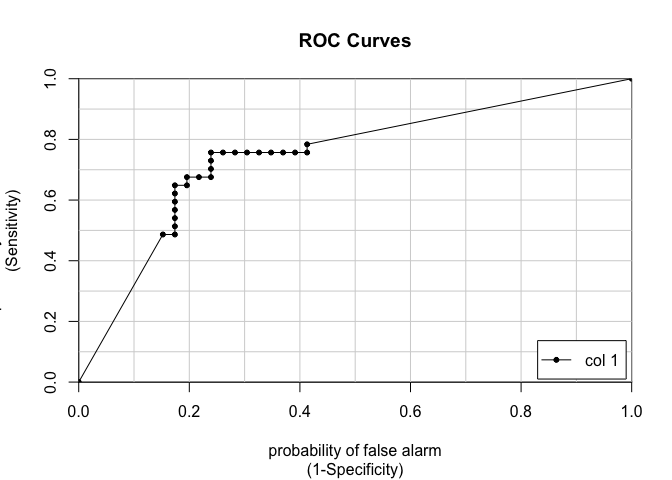 ROC Curves
(Sensitivity)
1.0
0.8
0.6
0.4
0.2
0.0
col 1
0.0 0.2 0.4 0.6 0.8 1.0
probability of false alarm
(1-Specificity)